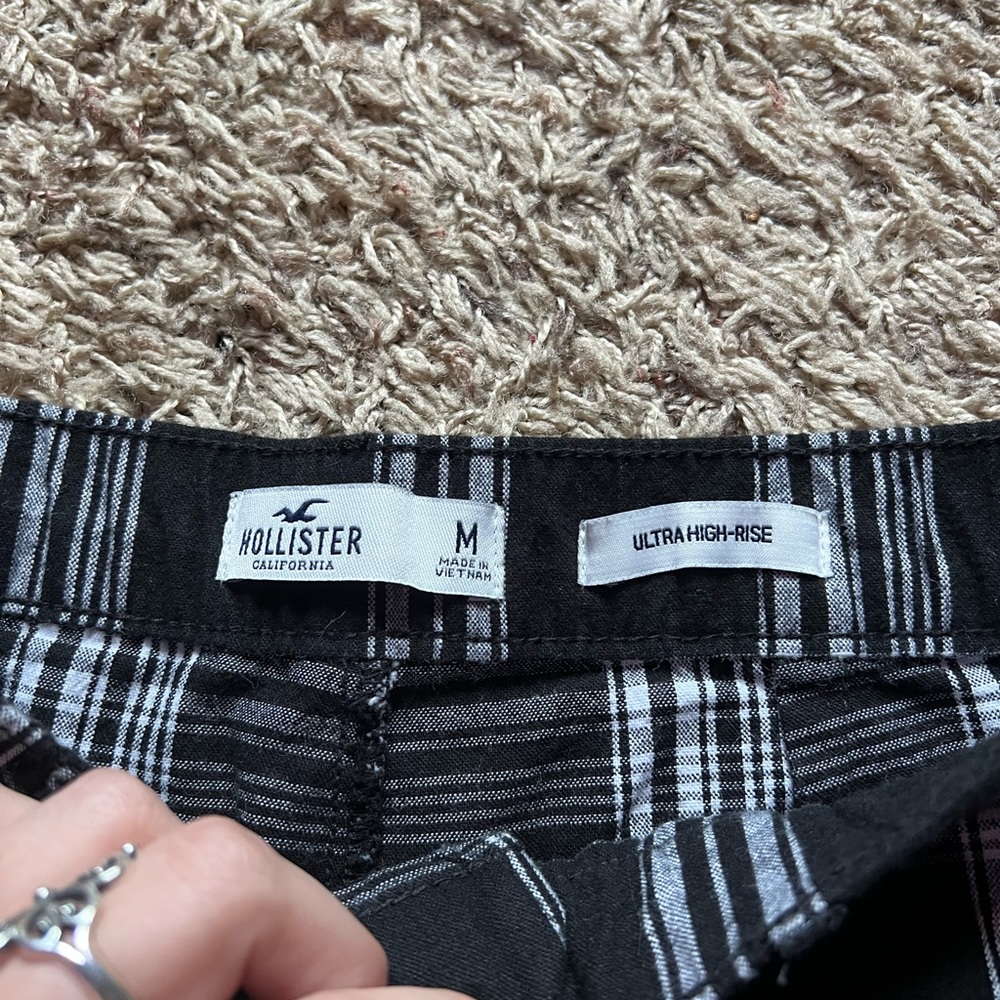 HOLLISTER
CALIFORNIA
M
MADE IN
VIETNAM
ULTRA HIGH-RISE